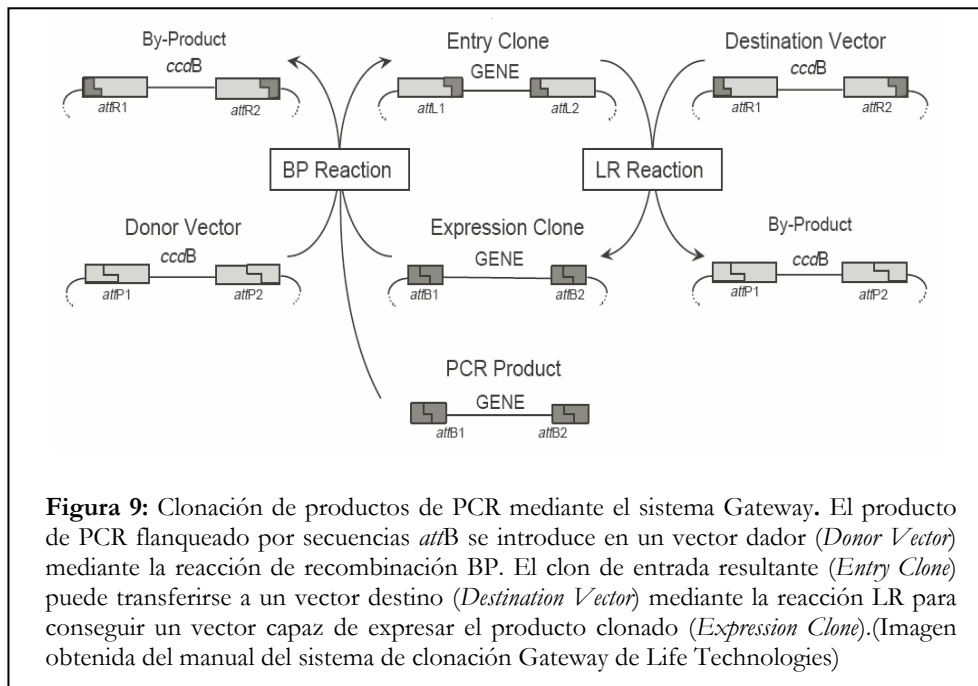 By-Product
ccdB
attR1
attR2
Entry Clone
GENE
attL1
attL2
Destination Vector
ccdB
attR1
attR2
BP Reaction
LR Reaction
Donor Vector
ccdB
attP1
attP2
Expression Clone
GENE
attB1
attB2
By-Product
ccdB
attP1
attP2
PCR Product
GENE
attB1
attB2
Figura 9: Clonación de productos de PCR mediante el sistema Gateway. El producto
de PCR flanqueado por secuencias attB se introduce en un vector dador (Donor Vector)
mediante la reacción de recombinación BP. El clon de entrada resultante (Entry Clone)
puede transferirse a un vector destino (Destination Vector) mediante la reacción LR para
conseguir un vector capaz de expresar el producto clonado (Expression Clone).(Imagen
obtenida del manual del sistema de clonación Gateway de Life Technologies)